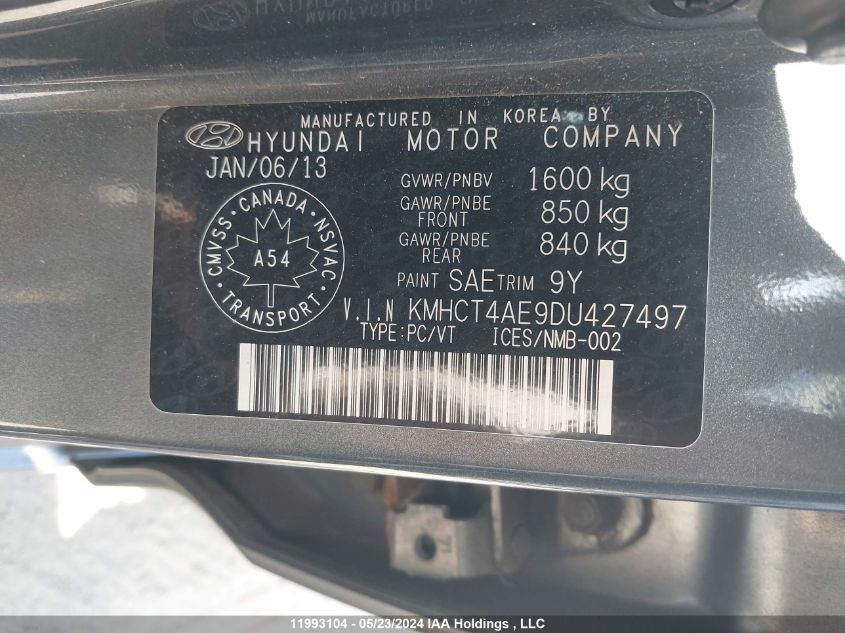 MANUFACTURED IN KOREA BY
HYUNDAI MOTOR COMPANY
JAN/06/13
GVWR/PNBV 1600 kg
GAWR/PNBE FRONT 850 kg
GAWR/PNBE REAR 840 kg
CMVSS · CANADA · NSVAC
A54
· TRANSPORT ·
PAINT SAE TRIM 9Y
V.I.N KMHCT4AE9DU427497
TYPE:PC/VT ICES/NMB-002
11993104 - 05/23/2024 IAA Holdings , LLC